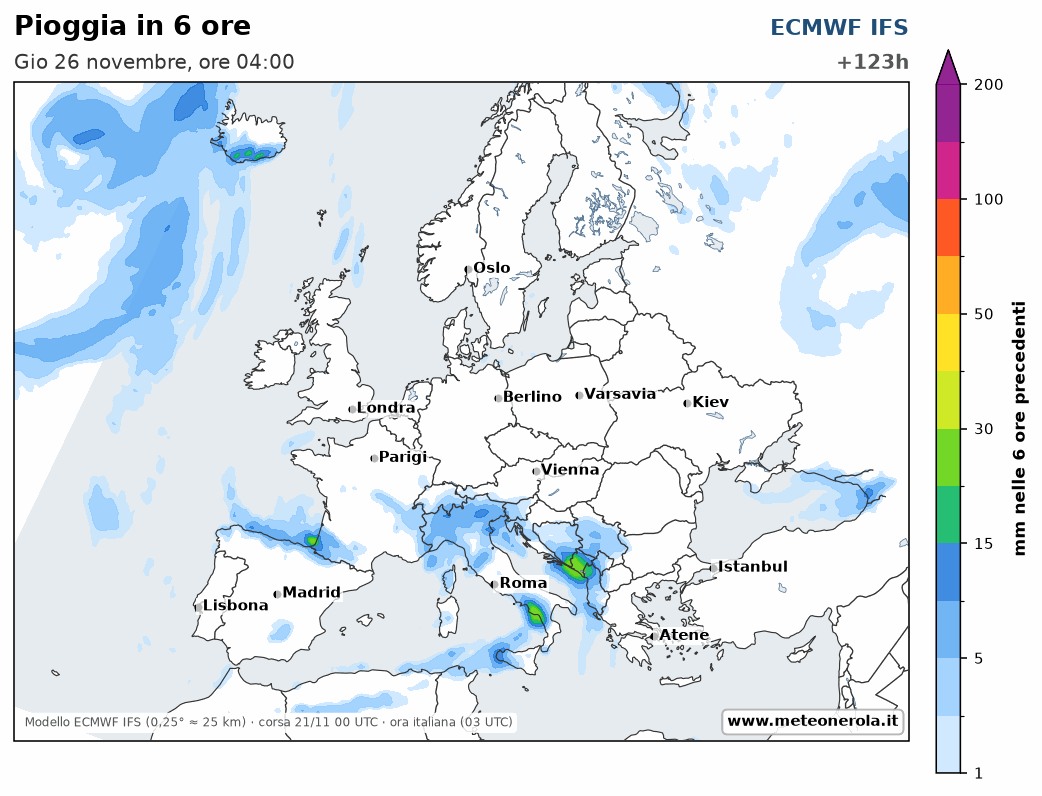 Pioggia in 6 ore
ECMWF IFS
Gio 26 novembre, ore 04:00
+123h
200
100
50
30
15
5
1
mm nelle 6 ore precedenti
Oslo
Berlino
Varsavia
Kiev
Londra
Parigi
Vienna
Istanbul
Roma
Madrid
Lisbona
Atene
Modello ECMWF IFS (0,25° ≈ 25 km) · corsa 21/11 00 UTC · ora italiana (03 UTC)
www.meteonerola.it